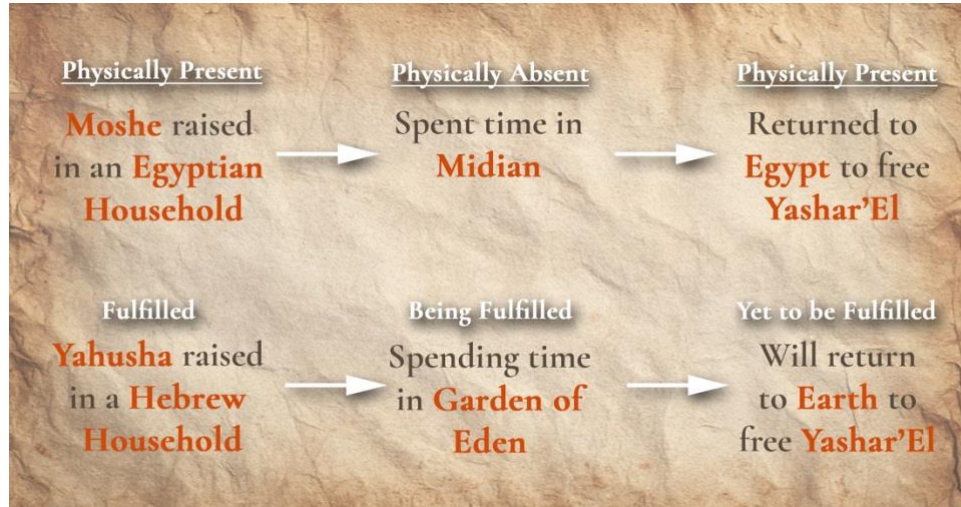 Physically Present
Moshe raised
in an Egyptian
Household
Physically Absent
Spent time in
Midian
Physically Present
Returned to
Egypt to free
Yashar’El
Fulfilled
Yahusha raised
in a Hebrew
Household
Being Fulfilled
Spending time
in Garden of
Eden
Yet to be Fulfilled
Will return
to Earth to
free Yashar’El